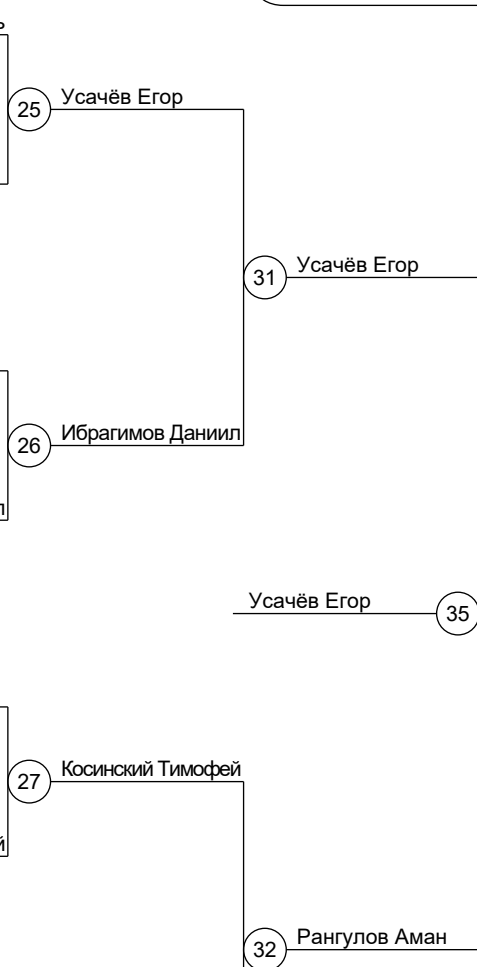 ь
25
Усачёв Егор
31
Усачёв Егор
26
Ибрагимов Даниил
л
Усачёв Егор
35
27
Косинский Тимофей
й
32
Рангулов Аман